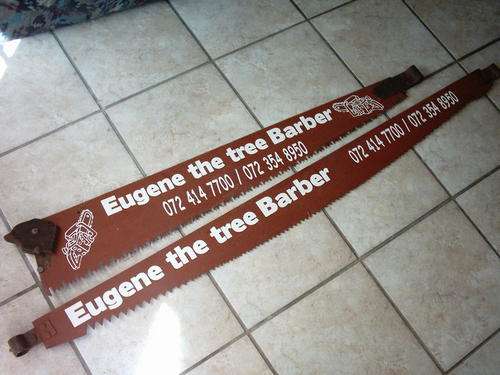 Eugene the tree Barber
072 414 7700 / 072 354 8950
Eugene the tree Barber 072 414 7700 / 072 354 8950